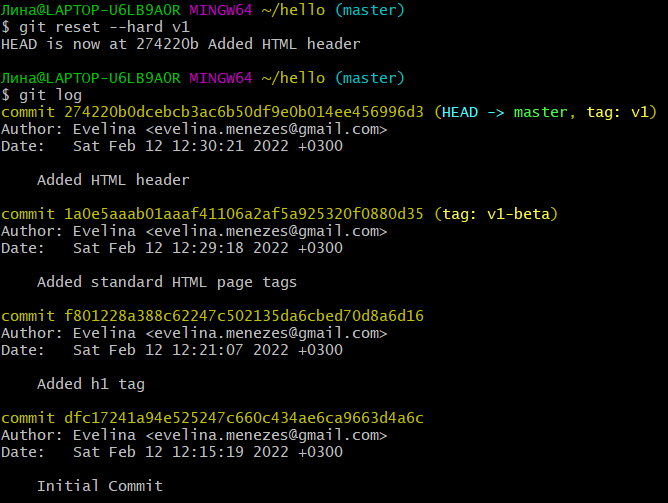 Лина@LAPTOP-U6LB9AOR MINGW64 ~/hello (master)
$ git reset --hard v1
HEAD is now at 274220b Added HTML header
Лина@LAPTOP-U6LB9AOR MINGW64 ~/hello (master)
$ git log
commit 274220b0dcebcb3ac6b50df9e0b014ee456996d3 (HEAD -> master, tag: v1)
Author: Evelina <evelina.menezes@gmail.com>
Date:   Sat Feb 12 12:30:21 2022 +0300
Added HTML header
commit 1a0e5aaab01aaaf41106a2af5a925320f0880d35 (tag: v1-beta)
Author: Evelina <evelina.menezes@gmail.com>
Date:   Sat Feb 12 12:29:18 2022 +0300
Added standard HTML page tags
commit f801228a388c62247c502135da6cbed70d8a6d16
Author: Evelina <evelina.menezes@gmail.com>
Date:   Sat Feb 12 12:21:07 2022 +0300
Added h1 tag
commit dfc17241a94e525247c660c434ae6ca9663d4a6c
Author: Evelina <evelina.menezes@gmail.com>
Date:   Sat Feb 12 12:15:19 2022 +0300
Initial Commit